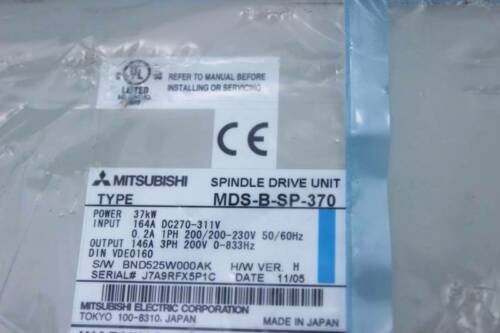 UL
LISTED
REFER TO MANUAL BEFORE
INSTALLING OR SERVICING
CE
MITSUBISHI SPINDLE DRIVE UNIT
TYPE MDS-B-SP-370
POWER 37kW
INPUT 164A DC270-311V
0.2A 1PH 200/200-230V 50/60Hz
OUTPUT 146A 3PH 200V 0-833Hz
DIN VDE0160
S/W BND525W000AK H/W VER. H
SERIAL# J7A9RFX5P1C DATE 11/05
MITSUBISHI ELECTRIC CORPORATION
TOKYO 100-8310, JAPAN MADE IN JAPAN